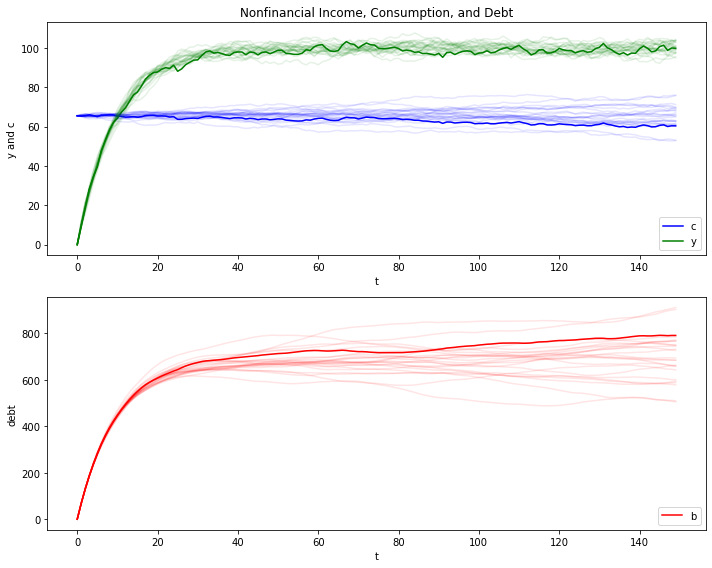 Nonfinancial Income, Consumption, and Debt
100
80
60
40
20
0
y and c
c
y
0 20 40 60 80 100 120 140
t
800
600
400
200
0
debt
b
0 20 40 60 80 100 120 140
t